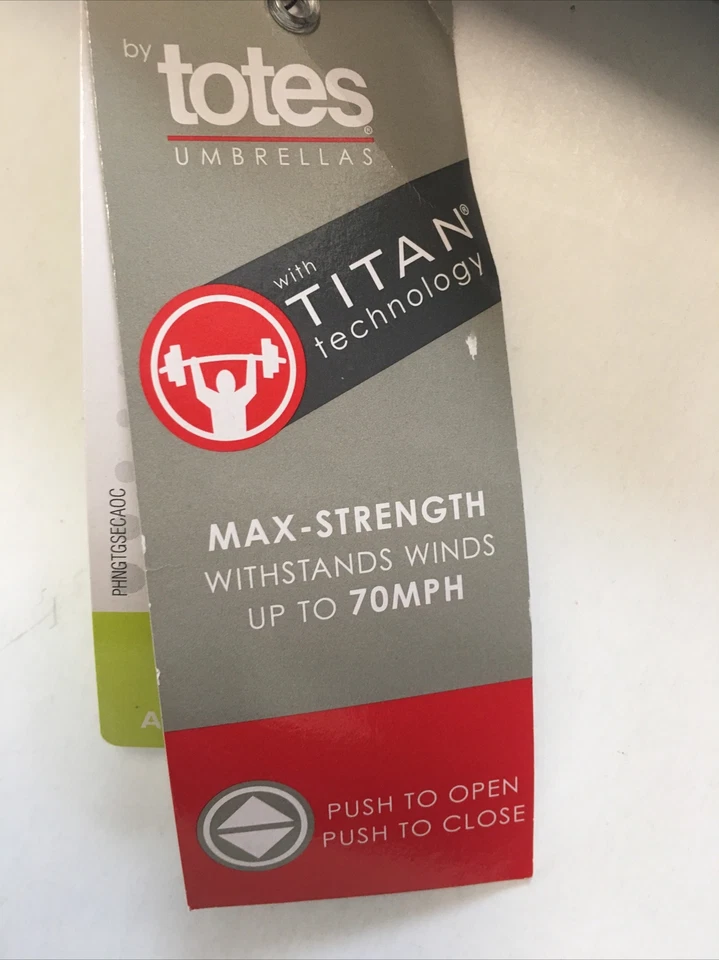 by
totes®
UMBRELLAS
with
TITAN®
technology
MAX-STRENGTH
WITHSTANDS WINDS
UP TO 70MPH
PHNGTGSECAOC
A
PUSH TO OPEN
PUSH TO CLOSE